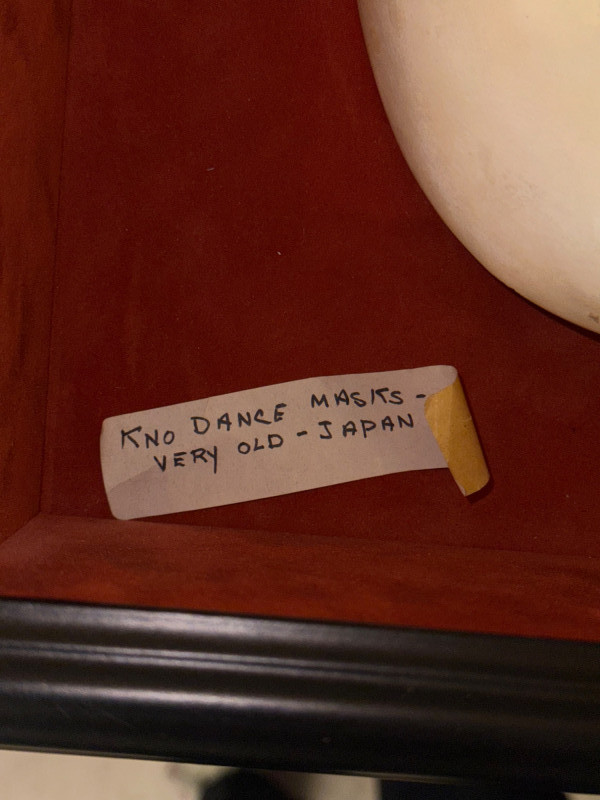 KNO DANCE MASKS -
VERY OLD - JAPAN